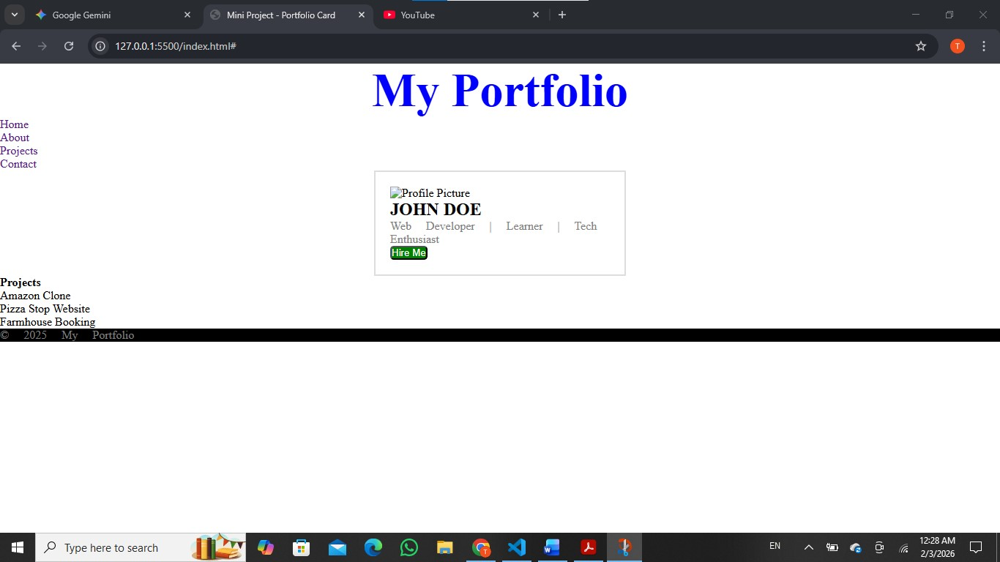 Google Gemini
Mini Project - Portfolio Card
YouTube
127.0.0.1:5500/index.html#
T
My Portfolio
Home
About
Projects
Contact
Profile Picture
JOHN DOE
Web Developer | Learner | Tech
Enthusiast
Hire Me
Projects
Amazon Clone
Pizza Stop Website
Farmhouse Booking
© 2025 My Portfolio
Type here to search
EN
12:28 AM
2/3/2026